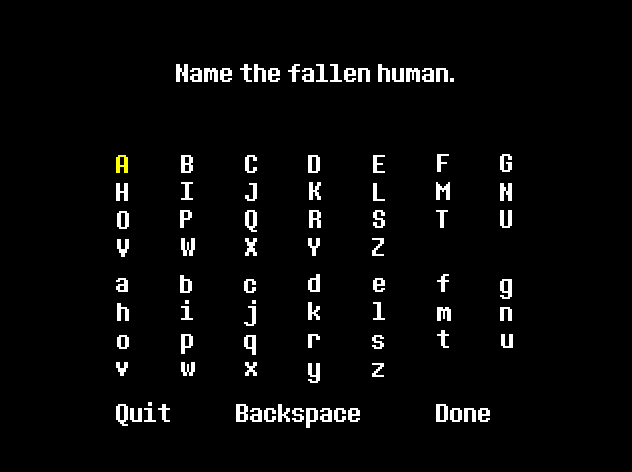 Name the fallen human.
A B C D E F G
H I J K L M N
O P Q R S T U
V W X Y Z
a b c d e f g
h i j k l m n
o p q r s t u
v w x y z
Quit Backspace Done